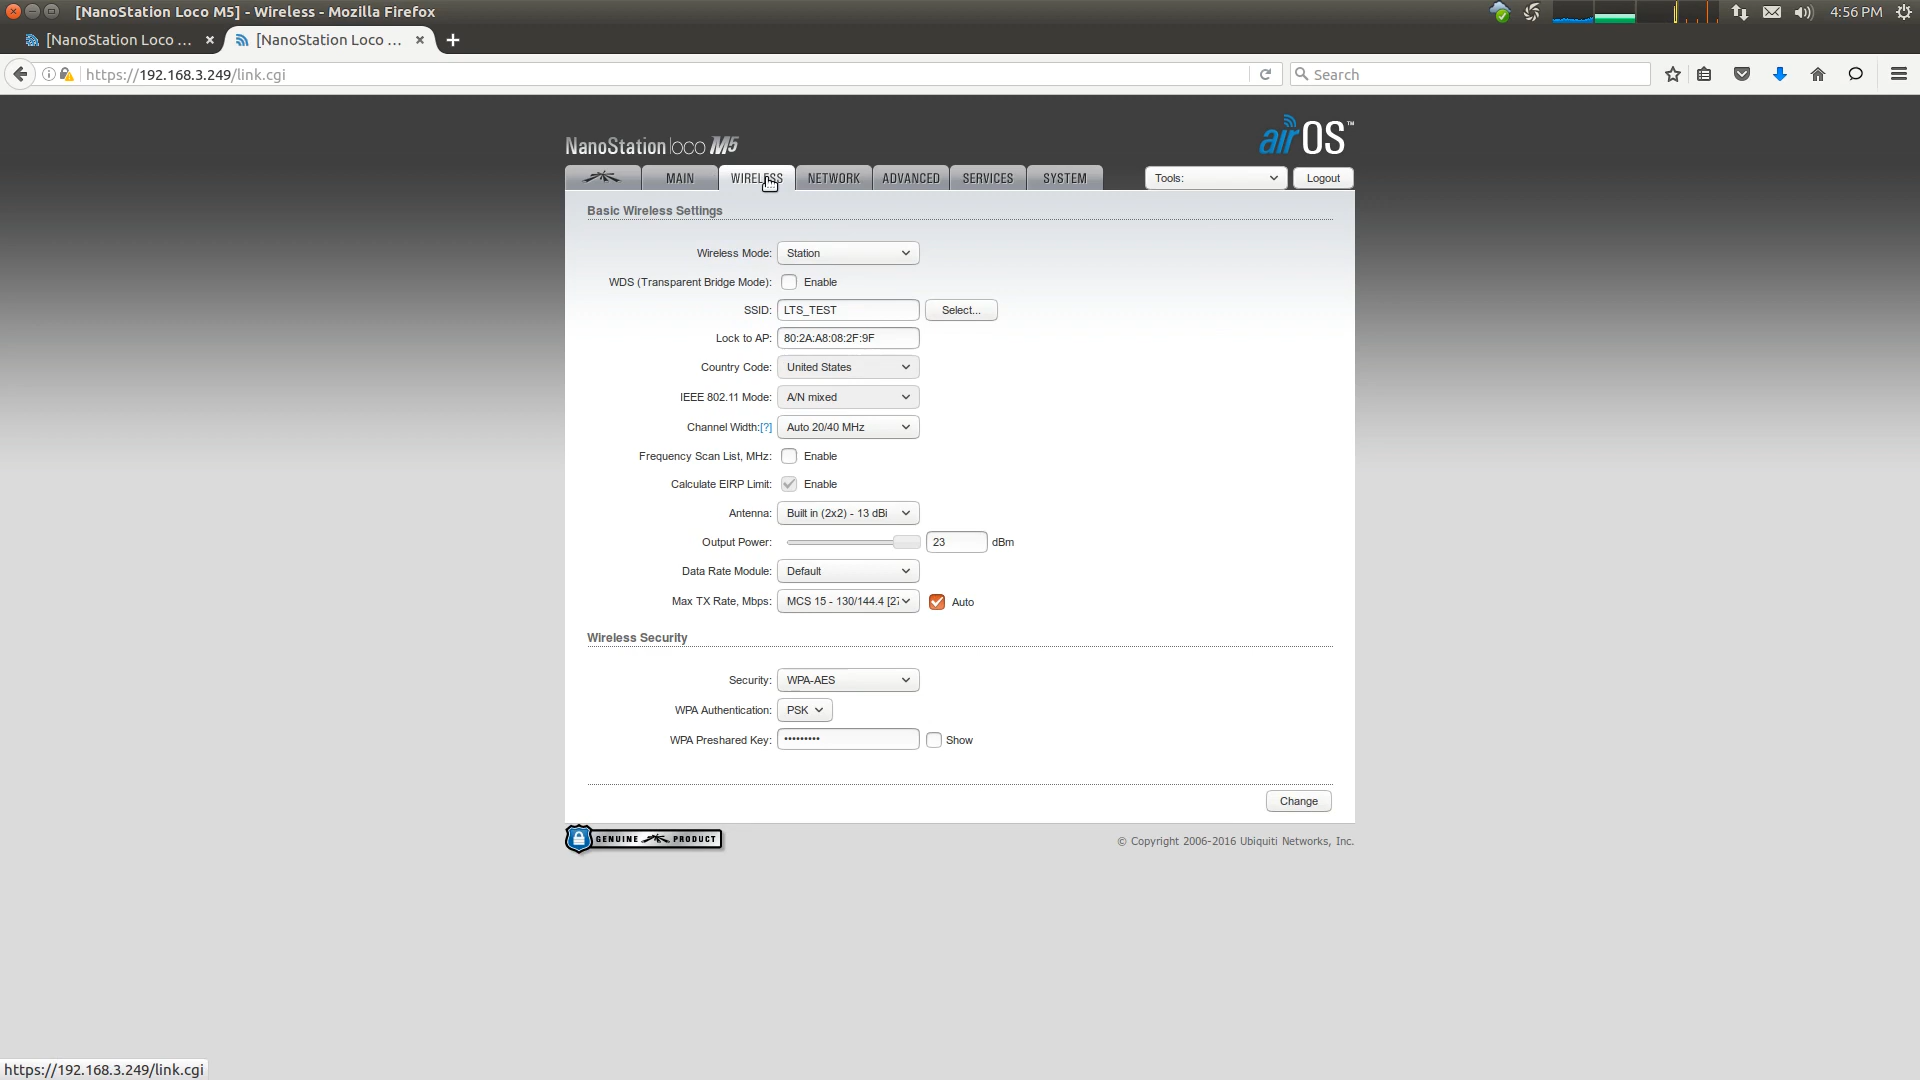 [NanoStation Loco M5] - Wireless - Mozilla Firefox
4:56 PM
[NanoStation Loco ...
[NanoStation Loco ...
https://192.168.3.249/link.cgi
Search
NanoStation loco M5
airOS™
MAIN
WIRELESS
NETWORK
ADVANCED
SERVICES
SYSTEM
Tools:
Logout
Basic Wireless Settings
Wireless Mode: Station
WDS (Transparent Bridge Mode): Enable
SSID: LTS_TEST Select...
Lock to AP: 80:2A:A8:08:2F:9F
Country Code: United States
IEEE 802.11 Mode: A/N mixed
Channel Width:[?] Auto 20/40 MHz
Frequency Scan List, MHz: Enable
Calculate EIRP Limit: Enable
Antenna: Built in (2x2) - 13 dBi
Output Power: 23 dBm
Data Rate Module: Default
Max TX Rate, Mbps: MCS 15 - 130/144.4 [27 Auto
Wireless Security
Security: WPA-AES
WPA Authentication: PSK
WPA Preshared Key: ••••••••• Show
Change
GENUINE PRODUCT
© Copyright 2006-2016 Ubiquiti Networks, Inc.
https://192.168.3.249/link.cgi